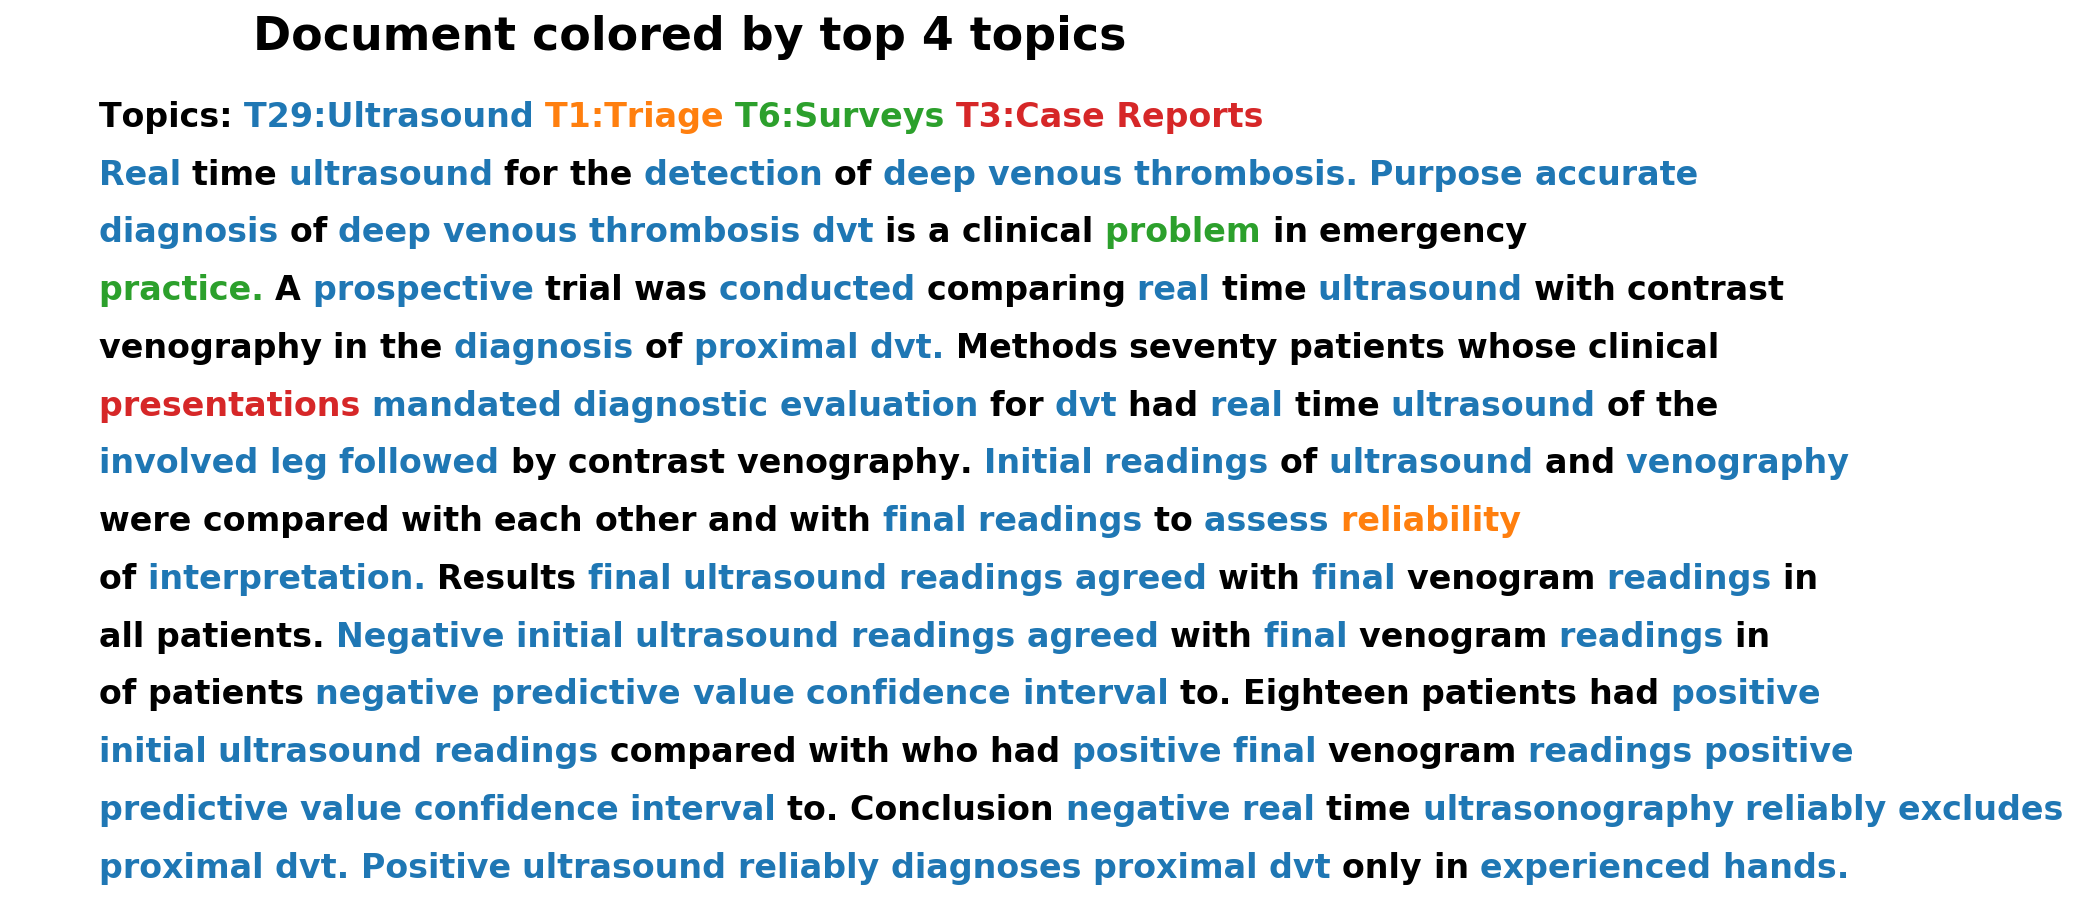 Document colored by top 4 topics
Topics: T29:Ultrasound T1:Triage T6:Surveys T3:Case Reports
Real time ultrasound for the detection of deep venous thrombosis. Purpose accurate
diagnosis of deep venous thrombosis dvt is a clinical problem in emergency
practice. A prospective trial was conducted comparing real time ultrasound with contrast
venography in the diagnosis of proximal dvt. Methods seventy patients whose clinical
presentations mandated diagnostic evaluation for dvt had real time ultrasound of the
involved leg followed by contrast venography. Initial readings of ultrasound and venography
were compared with each other and with final readings to assess reliability
of interpretation. Results final ultrasound readings agreed with final venogram readings in
all patients. Negative initial ultrasound readings agreed with final venogram readings in
of patients negative predictive value confidence interval to. Eighteen patients had positive
initial ultrasound readings compared with who had positive final venogram readings positive
predictive value confidence interval to. Conclusion negative real time ultrasonography reliably excludes
proximal dvt. Positive ultrasound reliably diagnoses proximal dvt only in experienced hands.